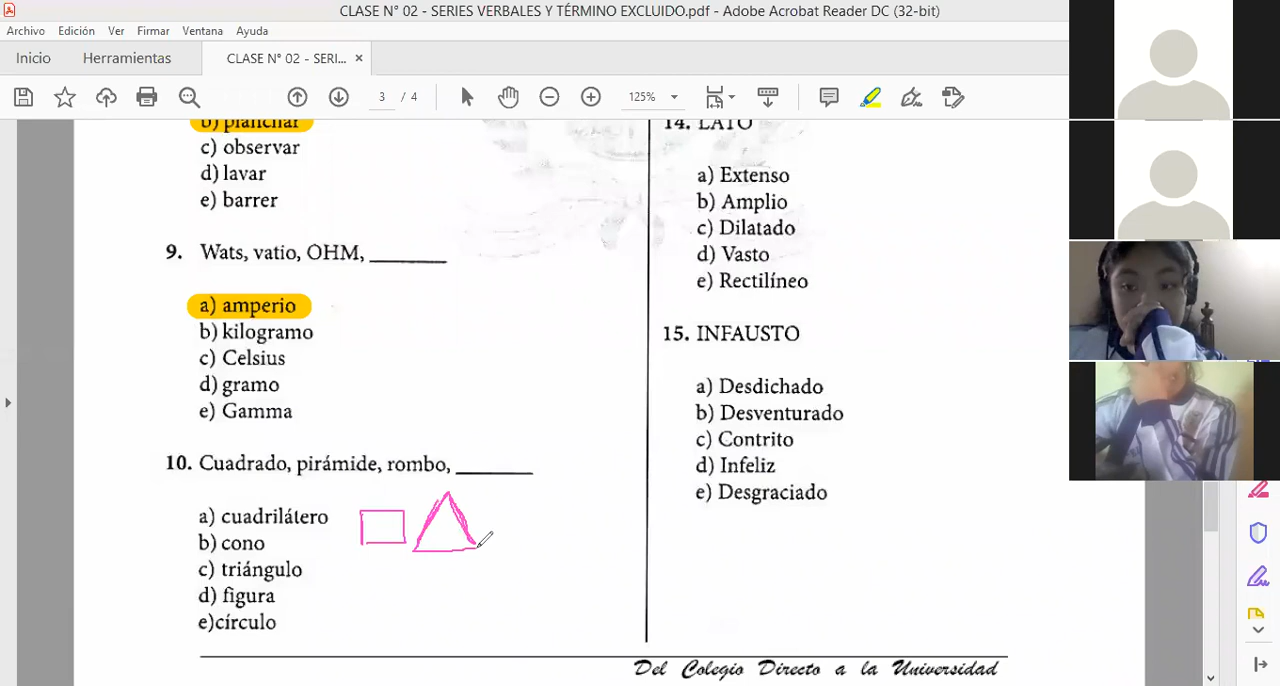 CLASE N° 02 - SERIES VERBALES Y TÉRMINO EXCLUIDO.pdf - Adobe Acrobat Reader DC (32-bit)
Archivo Edición Ver Firmar Ventana Ayuda
Inicio Herramientas CLASE N° 02 - SERI... ×
3 / 4 125%
b) planchar
c) observar
d) lavar
e) barrer
9. Wats, vatio, OHM, ________
a) amperio
b) kilogramo
c) Celsius
d) gramo
e) Gamma
10. Cuadrado, pirámide, rombo, ________
a) cuadrilátero
b) cono
c) triángulo
d) figura
e)círculo
14. LATO
a) Extenso
b) Amplio
c) Dilatado
d) Vasto
e) Rectilíneo
15. INFAUSTO
a) Desdichado
b) Desventurado
c) Contrito
d) Infeliz
e) Desgraciado
Del Colegio Directo a la Universidad